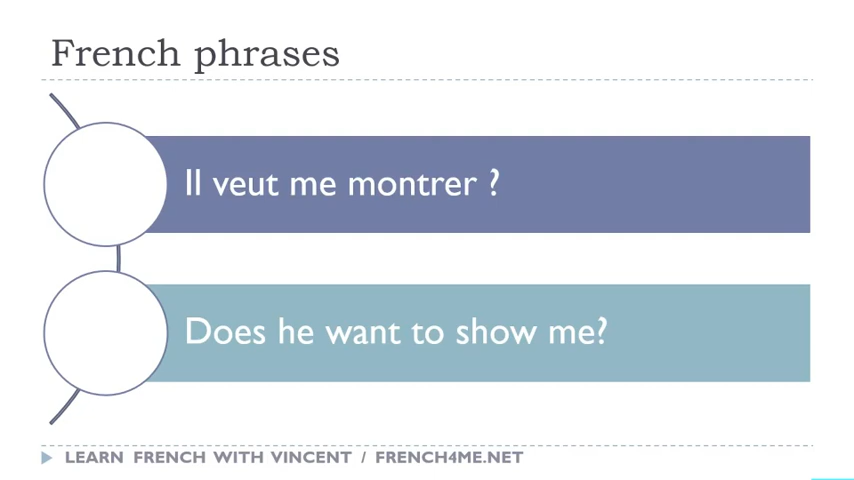 French phrases
Il veut me montrer ?
Does he want to show me?
LEARN FRENCH WITH VINCENT / FRENCH4ME.NET